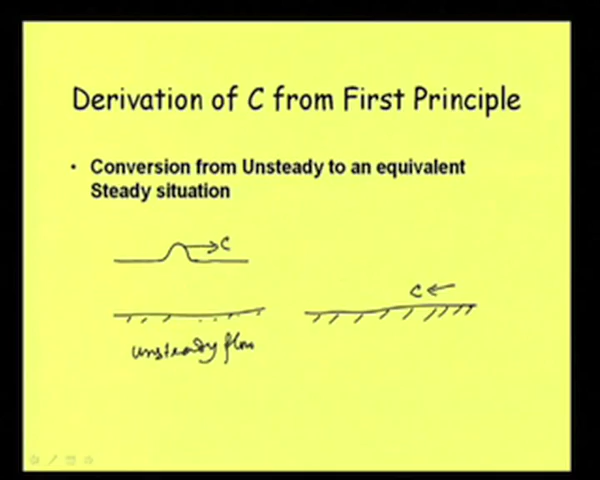 Derivation of C from First Principle
• Conversion from Unsteady to an equivalent
Steady situation
C
C
unsteady flow